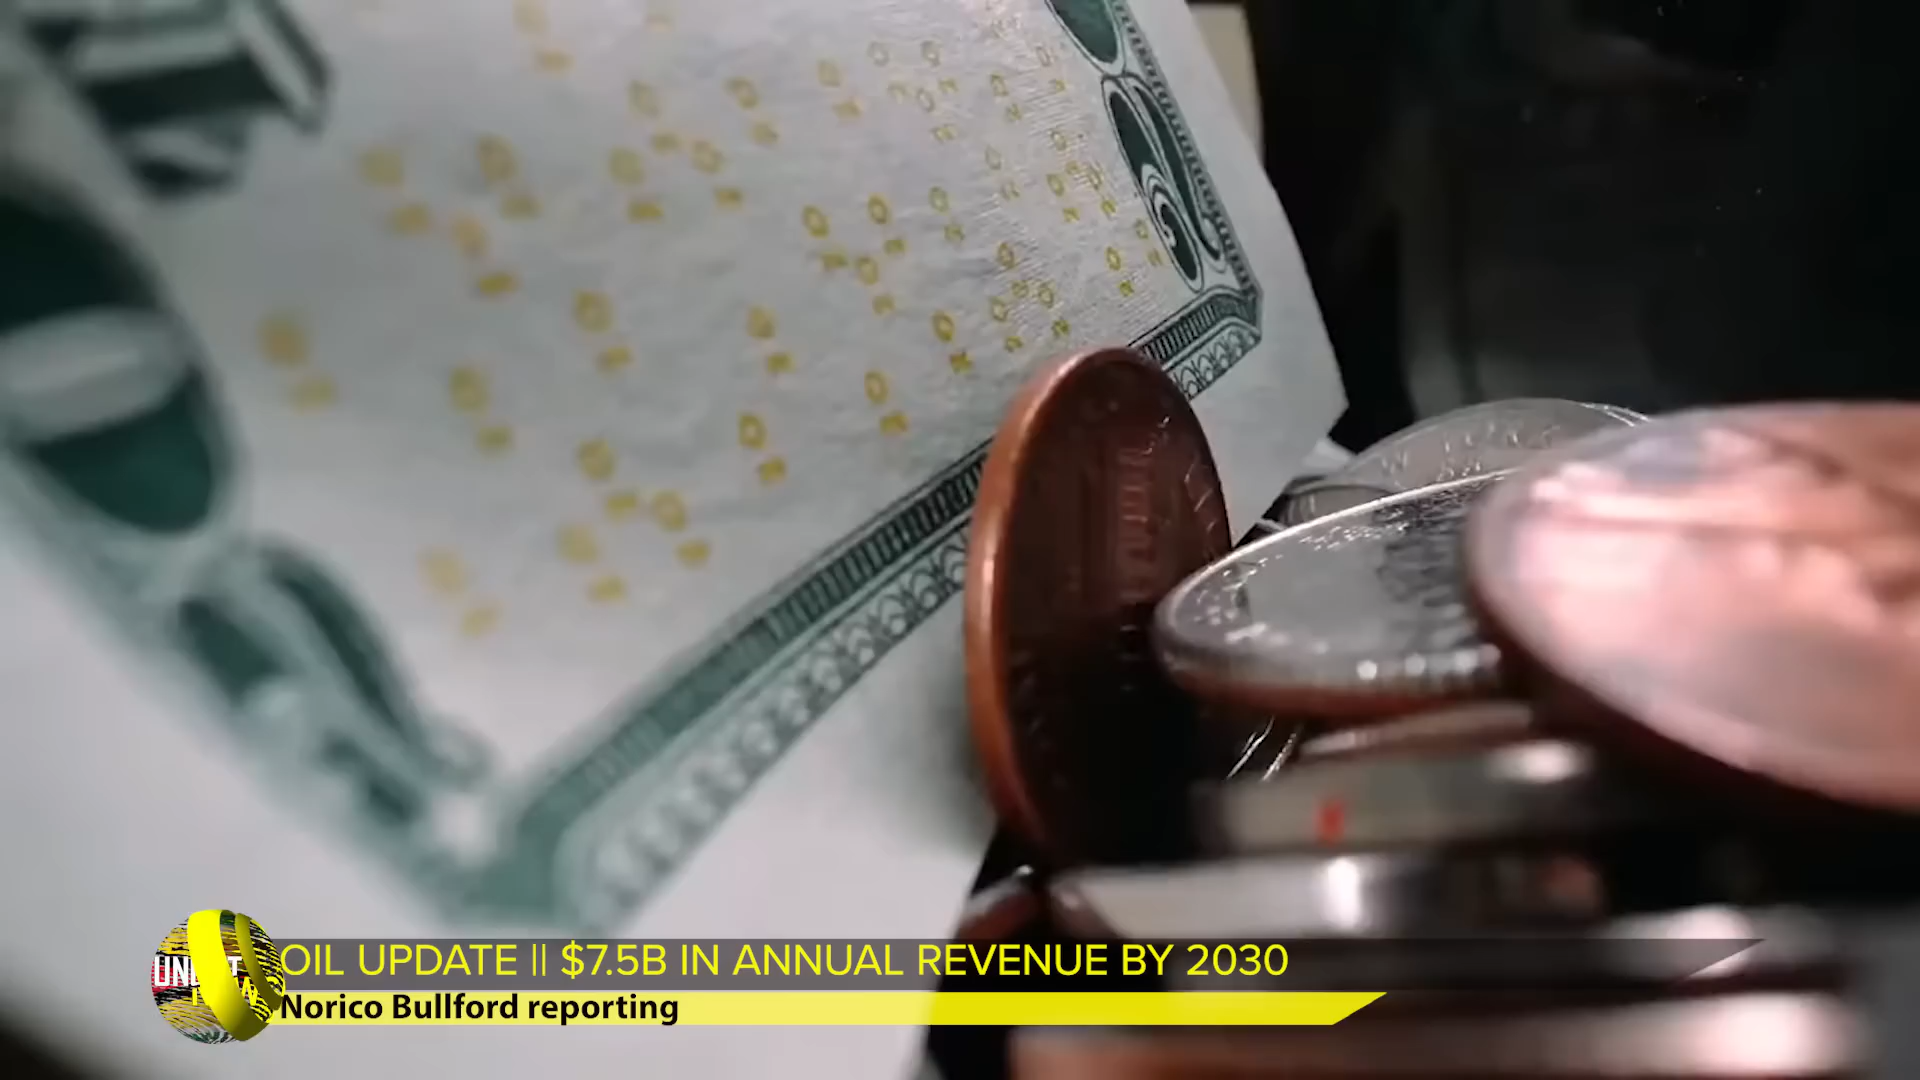 OIL UPDATE || $7.5B IN ANNUAL REVENUE BY 2030
Norico Bullford reporting